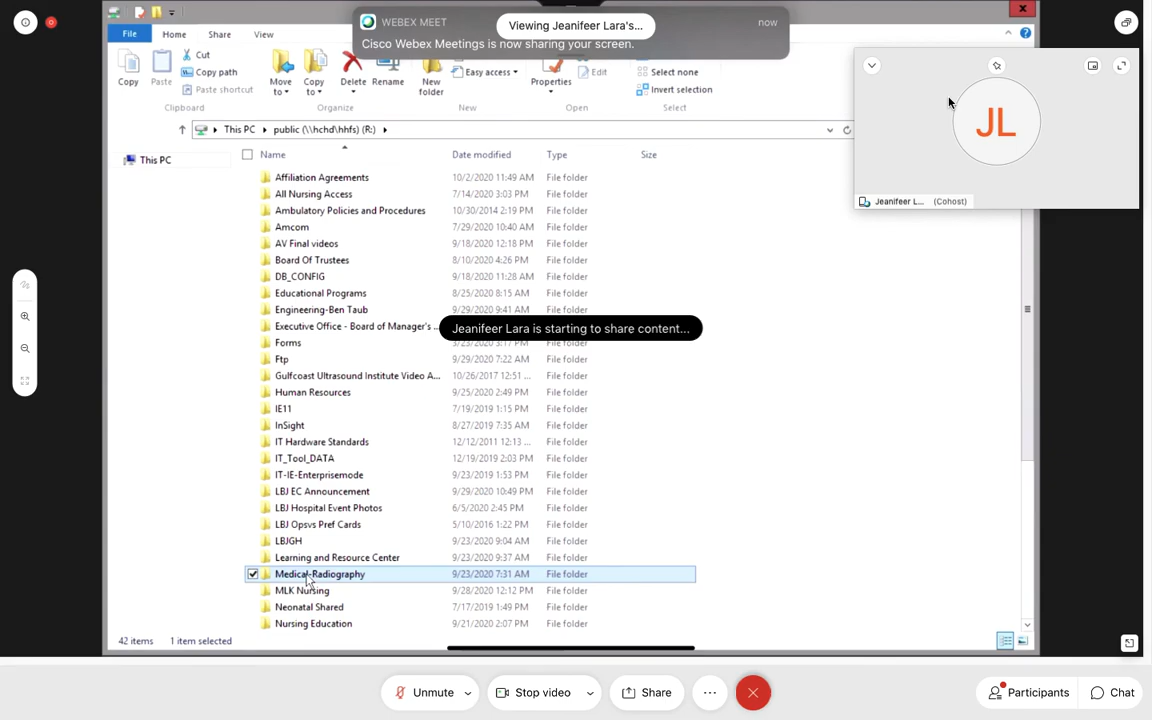 WEBEX MEET
now
Viewing Jeanifeer Lara's...
Cisco Webex Meetings is now sharing your screen.
File Home Share View
Copy
Paste
Cut
Copy path
Paste shortcut
Clipboard
Move to
Copy to
Delete
Rename
Organize
New folder
Easy access
New
Properties
Edit
Open
Select none
Invert selection
Select
This PC public (\\hchd\hhfs) (R:)
JL
Jeanifeer L... (Cohost)
This PC
Name Date modified Type Size
Affiliation Agreements 10/2/2020 11:49 AM File folder
All Nursing Access 7/14/2020 3:03 PM File folder
Ambulatory Policies and Procedures 10/30/2014 2:19 PM File folder
Amcom 7/29/2020 10:40 AM File folder
AV Final videos 9/18/2020 12:18 PM File folder
Board Of Trustees 8/10/2020 4:26 PM File folder
DB_CONFIG 9/18/2020 11:28 AM File folder
Educational Programs 8/25/2020 8:15 AM File folder
Engineering-Ben Taub 9/29/2020 9:41 AM File folder
Executive Office - Board of Manager's ..
Jeanifeer Lara is starting to share content...
Forms 3/23/2020 3:17 PM File folder
Ftp 9/29/2020 7:22 AM File folder
Gulfcoast Ultrasound Institute Video A... 10/26/2017 12:51 ... File folder
Human Resources 9/25/2020 2:49 PM File folder
IE11 7/19/2019 1:15 PM File folder
InSight 8/27/2019 7:35 AM File folder
IT Hardware Standards 12/12/2011 12:13 ... File folder
IT_Tool_DATA 12/19/2019 2:03 PM File folder
IT-IE-Enterprisemode 9/23/2019 1:53 PM File folder
LBJ EC Announcement 9/29/2020 10:49 PM File folder
LBJ Hospital Event Photos 6/5/2020 2:45 PM File folder
LBJ Opsvs Pref Cards 5/10/2016 1:22 PM File folder
LBJGH 9/23/2020 9:04 AM File folder
Learning and Resource Center 9/23/2020 9:37 AM File folder
Medical-Radiography 9/23/2020 7:31 AM File folder
MLK Nursing 9/28/2020 12:12 PM File folder
Neonatal Shared 7/17/2019 1:49 PM File folder
Nursing Education 9/21/2020 2:07 PM File folder
42 items 1 item selected
Unmute Stop video Share Participants Chat